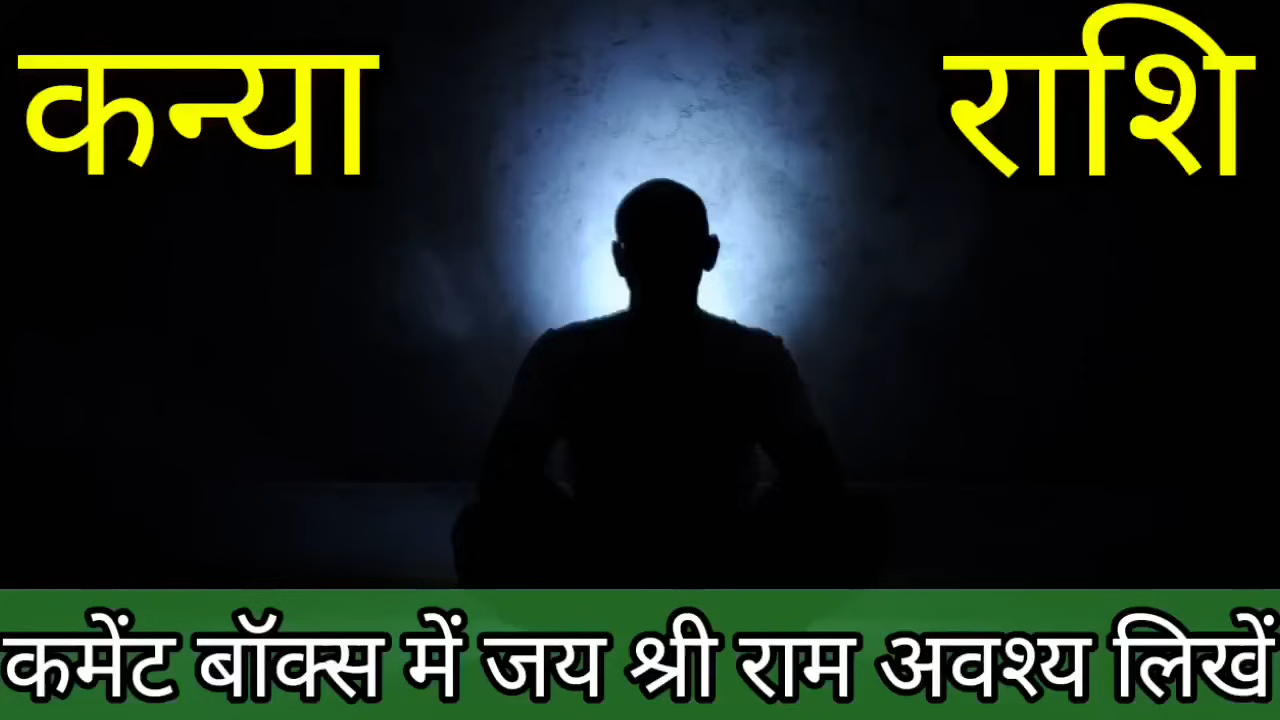 कन्या राशि
कमेंट बॉक्स में जय श्री राम अवश्य लिखें